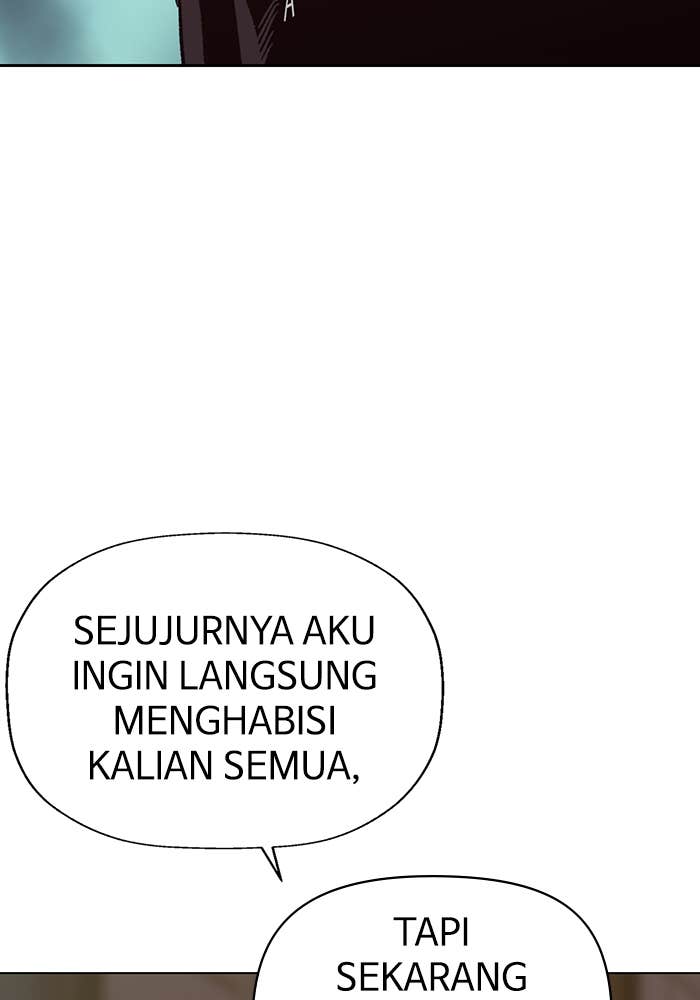 SEJUJURNYA AKU
INGIN LANGSUNG
MENGHABISI
KALIAN SEMUA,
TAPI
SEKARANG